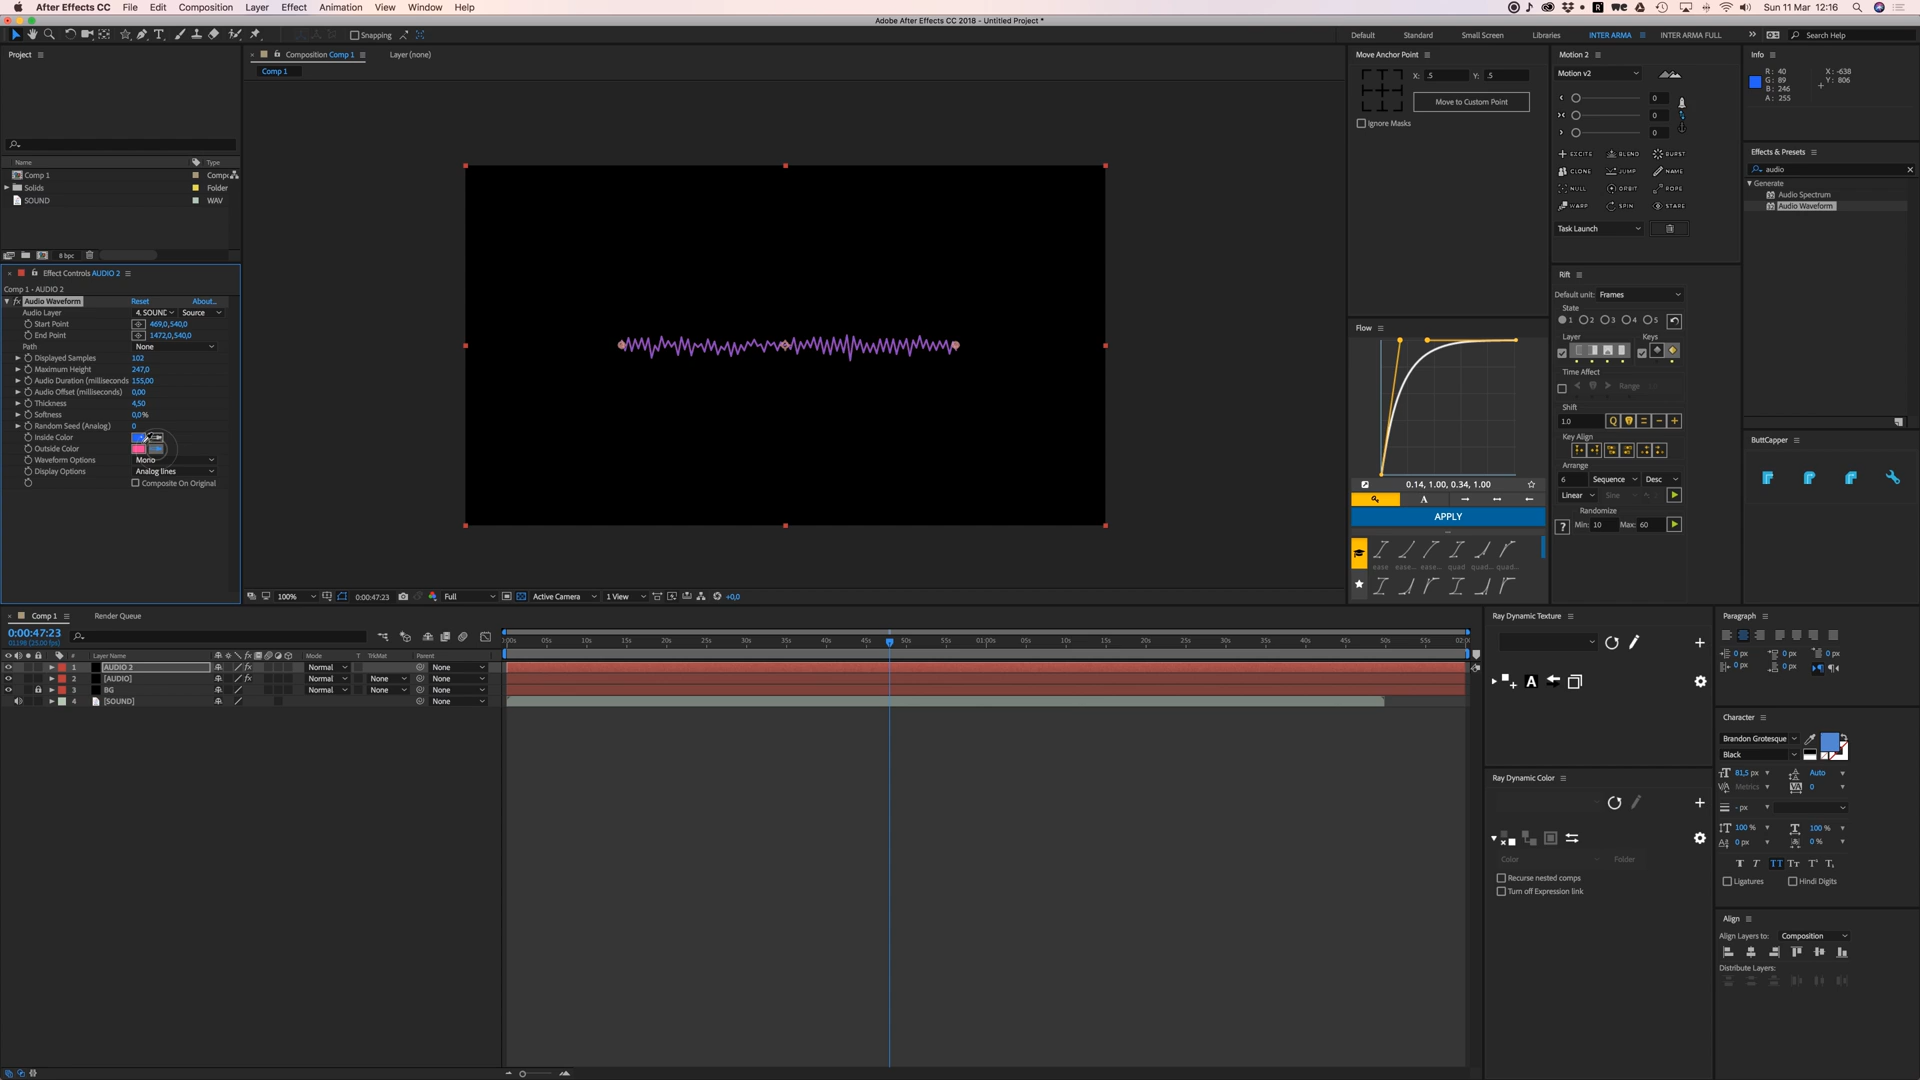 After Effects CC File Edit Composition Layer Effect Animation View Window Help
Sun 11 Mar 12:16
Adobe After Effects CC 2018 - Untitled Project *
Snapping
Default Standard Small Screen Libraries INTER ARMA INTER ARMA FULL Search Help
Project
Composition Comp 1 Layer (none)
Comp 1
Name Type
Comp 1
Solids Folder
SOUND WAV
8 bpc
Effect Controls AUDIO 2
Comp 1 • AUDIO 2
fx Audio Waveform Reset About...
Audio Layer 4. SOUND Source
Start Point 469,0,540,0
End Point 1472,0,540,0
Path None
Displayed Samples 102
Maximum Height 247,0
Audio Duration (milliseconds 155,00
Audio Offset (milliseconds) 0,00
Thickness 4,50
Softness 0,0%
Random Seed (Analog) 0
Inside Color
Outside Color
Waveform Options Mono
Display Options Analog lines
Composite On Original
100% 0:00:47:23 Full Active Camera 1 View +0,0
Move Anchor Point
X: .5 Y: .5
Move to Custom Point
Ignore Masks
Flow
0.14, 1.00, 0.34, 1.00
APPLY
ease ease... ease... quad quad... quad...
Motion 2
Motion v2
0
0
0
EXCITE BLEND BURST
CLONE JUMP NAME
NULL ORBIT ROPE
WARP SPIN STARE
Task Launch
Rift
Default unit: Frames
State
1 2 3 4 5
Layer Keys
Time Affect
Range
Shift
1.0 Q
Key Align
Arrange
6 Sequence Desc
Linear Sine
Randomize
? Min: 10 Max: 60
Info
R: 40 X: -638
G: 89 Y: 806
B: 246
A: 255
Effects & Presets
audio
Generate
Audio Spectrum
Audio Waveform
ButtCapper
Comp 1 Render Queue
0:00:47:23
# Layer Name Mode T TrkMat Parent
1 AUDIO 2 Normal None
2 [AUDIO] Normal None None
3 BG Normal None None
4 [SOUND] None
05s 10s 15s 20s 25s 30s 35s 40s 45s 50s 55s 01:00s 05s 10s 15s 20s 25s 30s 35s 40s 45s 50s 55s
Ray Dynamic Texture
A
Ray Dynamic Color
Color Folder
Recurse nested comps
Turn off Expression link
Paragraph
0 px 0 px 0 px
0 px 0 px
Character
Brandon Grotesque
Black
81,5 px Auto
Metrics 0
- px
100 % 100 %
0 px 0 %
Ligatures Hindi Digits
Align
Align Layers to: Composition
Distribute Layers: